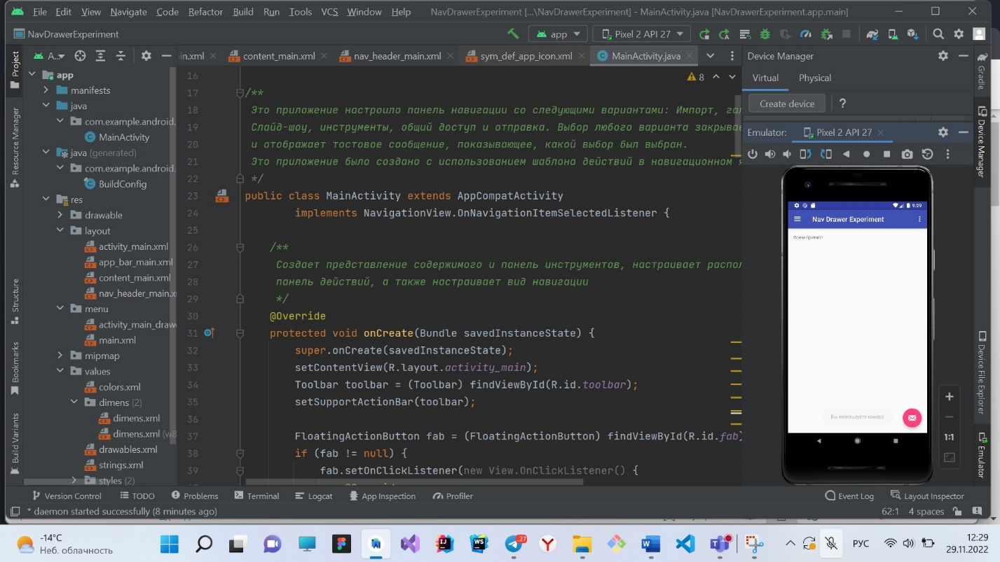 File Edit View Navigate Code Refactor Build Run Tools VCS Window Help NavDrawerExperiment [...\NavDrawerExperiment] - MainActivity.java [NavDrawerExperiment.app.main]
NavDrawerExperiment app Pixel 2 API 27
Project
Resource Manager
Structure
Bookmarks
Build Variants
A..
app
manifests
java
com.example.android.
MainActivity
java (generated)
com.example.android.
BuildConfig
res
drawable
layout
activity_main.xml
app_bar_main.xml
content_main.xml
nav_header_main.x
menu
activity_main_draw
main.xml
mipmap
values
colors.xml
dimens (2)
dimens.xml
dimens.xml (w8
drawables.xml
strings.xml
styles (2)
in.xml content_main.xml nav_header_main.xml sym_def_app_icon.xml MainActivity.java
8
16
17 /**
18 Это приложение настроило панель навигации со следующими вариантами: Импорт, гал
19 Слайд-шоу, инструменты, общий доступ и отправка. Выбор любого варианта закрывае
20 и отображает тостовое сообщение, показывающее, какой выбор был выбран.
21 Это приложение было создано с использованием шаблона действий в навигационном я
22 */
23 public class MainActivity extends AppCompatActivity
24 implements NavigationView.OnNavigationItemSelectedListener {
25
26 /**
27 Создает представление содержимого и панель инструментов, настраивает распол
28 панель действий, а также настраивает вид навигации
29 */
30 @Override
31 protected void onCreate(Bundle savedInstanceState) {
32 super.onCreate(savedInstanceState);
33 setContentView(R.layout.activity_main);
34 Toolbar toolbar = (Toolbar) findViewById(R.id.toolbar);
35 setSupportActionBar(toolbar);
36
37 FloatingActionButton fab = (FloatingActionButton) findViewById(R.id.fab)
38 if (fab != null) {
39 fab.setOnClickListener(new View.OnClickListener() {
Device Manager
Virtual Physical
Create device ?
Emulator: Pixel 2 API 27
9:29
Nav Drawer Experiment
Всем привет!
Вы используете камеру
1:1
Gradle
Device Manager
Device File Explorer
Emulator
Version Control TODO Problems Terminal Logcat App Inspection Profiler Event Log Layout Inspector
* daemon started successfully (8 minutes ago) 62:1 4 spaces
-14°C
Неб. облачность
27
РУС
12:29
29.11.2022